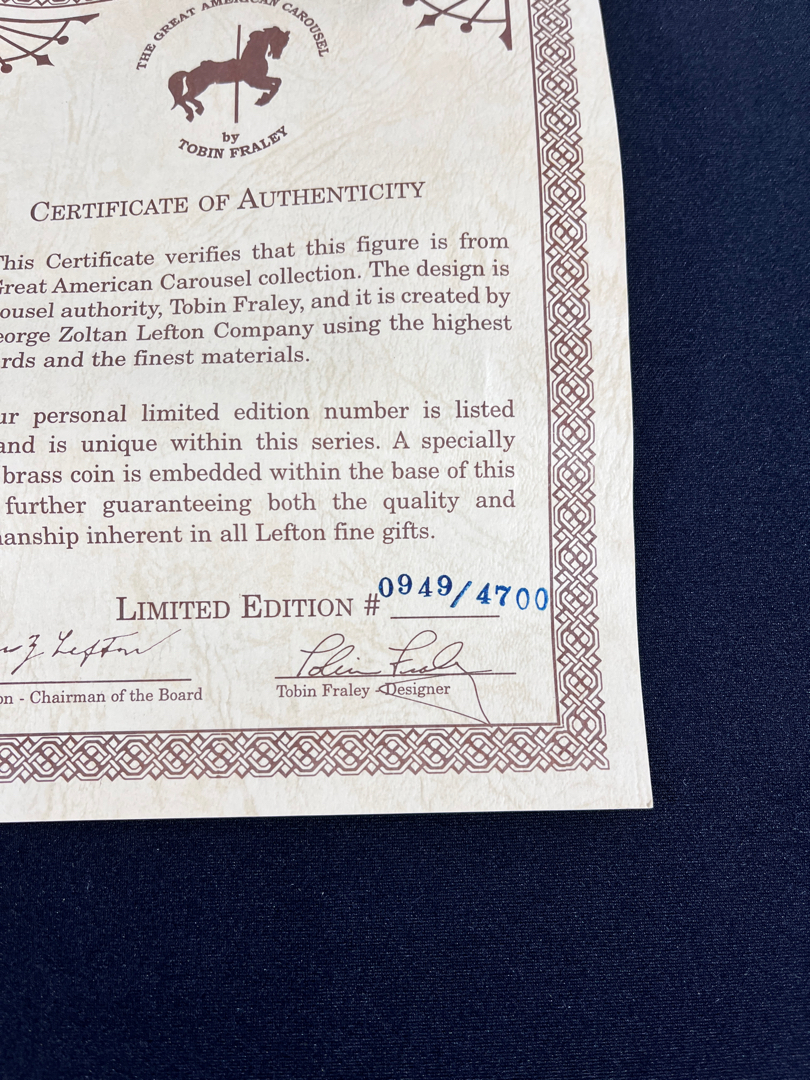 THE GREAT AMERICAN CAROUSEL
by
TOBIN FRALEY
CERTIFICATE OF AUTHENTICITY
This Certificate verifies that this figure is from
Great American Carousel collection. The design is
ousel authority, Tobin Fraley, and it is created by
eorge Zoltan Lefton Company using the highest
rds and the finest materials.
ur personal limited edition number is listed
and is unique within this series. A specially
brass coin is embedded within the base of this
further guaranteeing both the quality and
manship inherent in all Lefton fine gifts.
LIMITED EDITION # 0949/4700
Z Lefton
Tobin Fraley
on - Chairman of the Board
Tobin Fraley - Designer